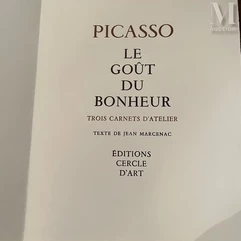 M
PICASSO
LE
GOÛT
DU
BONHEUR
TROIS CARNETS D'ATELIER
TEXTE DE JEAN MARCENAC
ÉDITIONS
CERCLE
D'ART